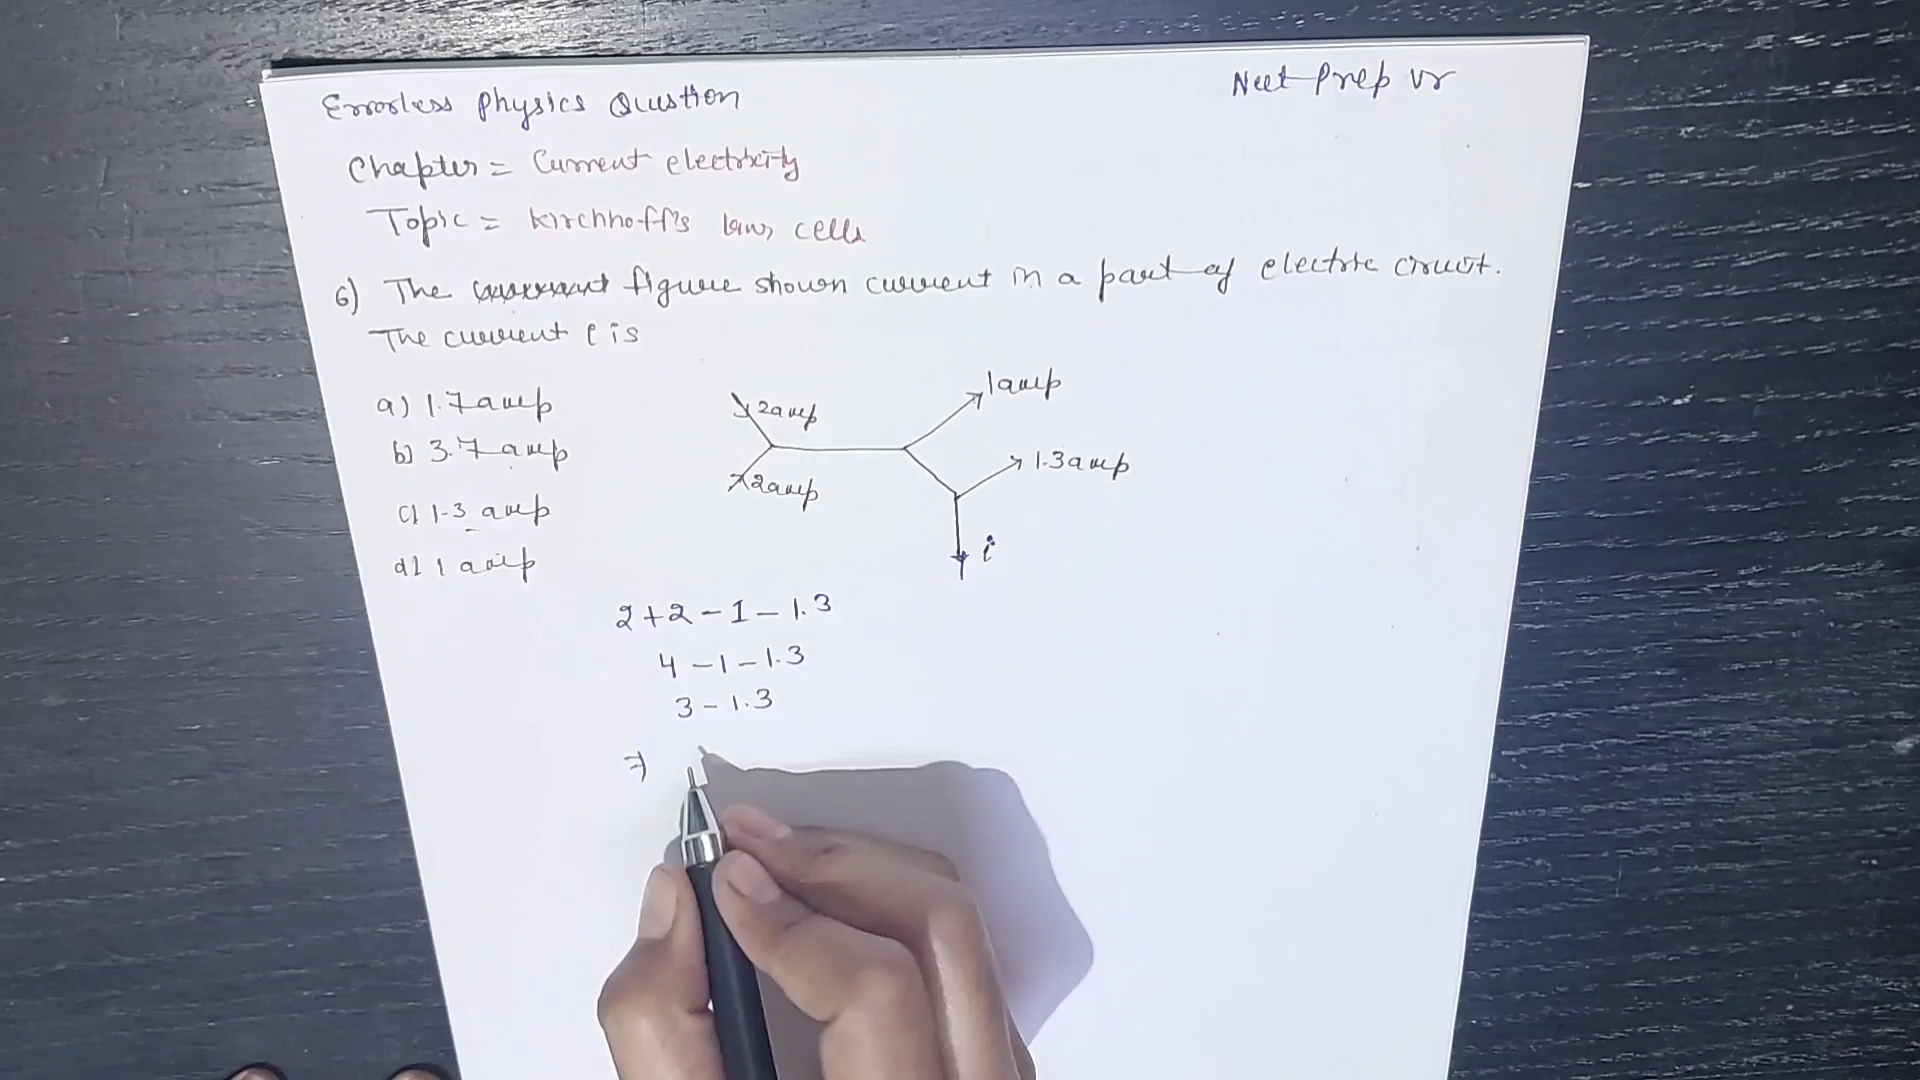 Errorless Physics Question
Neet Prep Vr
Chapter = Current electricity
Topic = Kirchhoff's law, cells
6) The figure shown current in a part of electric circuit.
The current i is
a) 1.7 amp
b) 3.7 amp
c) 1.3 amp
d) 1 amp
2 amp
2 amp
1 amp
1.3 amp
i
2+2-1-1.3
4-1-1.3
3-1.3
⇒